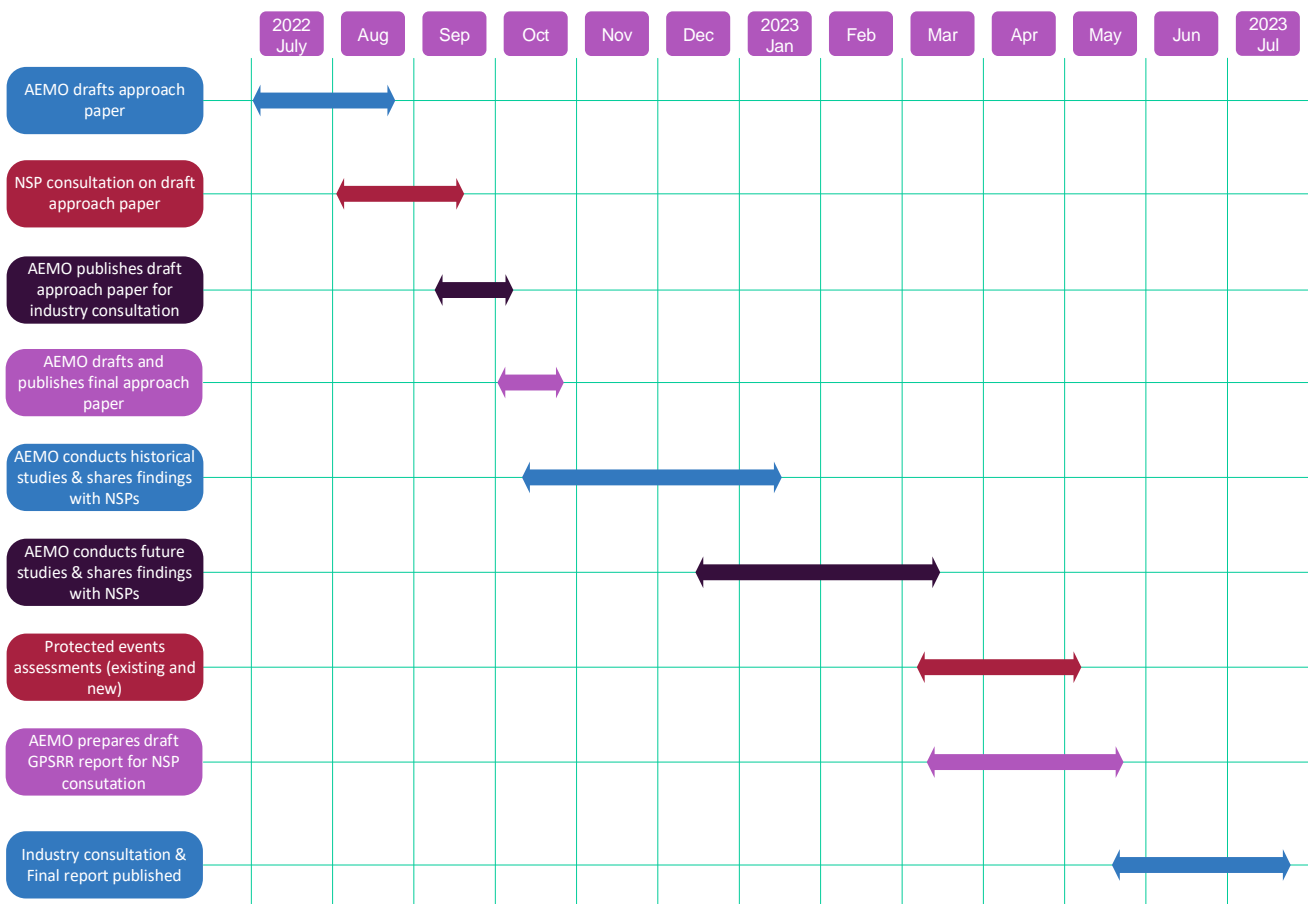 2022
July
Aug
Sep
Oct
Nov
Dec
2023
Jan
Feb
Mar
Apr
May
Jun
2023
Jul
AEMO drafts approach
paper
NSP consultation on draft
approach paper
AEMO publishes draft
approach paper for
industry consultation
AEMO drafts and
publishes final approach
paper
AEMO conducts historical
studies & shares findings
with NSPs
AEMO conducts future
studies & shares findings
with NSPs
Protected events
assessments (existing and
new)
AEMO prepares draft
GPSRR report for NSP
consutation
Industry consultation &
Final report published